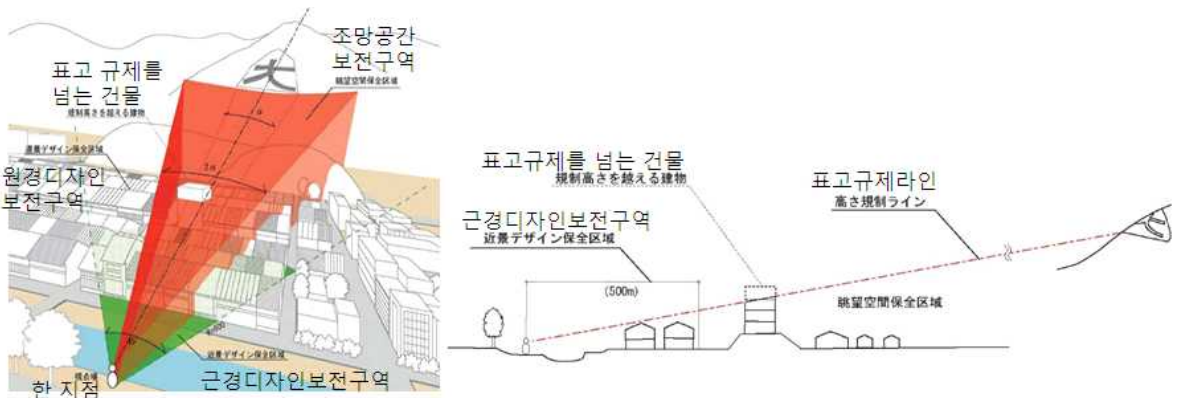 조망공간
보전구역
眺望空間保全区域
표고 규제를
넘는 건물
規制高さを越える建物
大
遠景デザイン保全区域
원경디자인
보전구역
近景デザイン保全区域
근경디자인보전구역
視点場
한 지점
표고규제를 넘는 건물
規制高さを越える建物
표고규제라인
高さ規制ライン
근경디자인보전구역
近景デザイン保全区域
(500m)
眺望空間保全区域